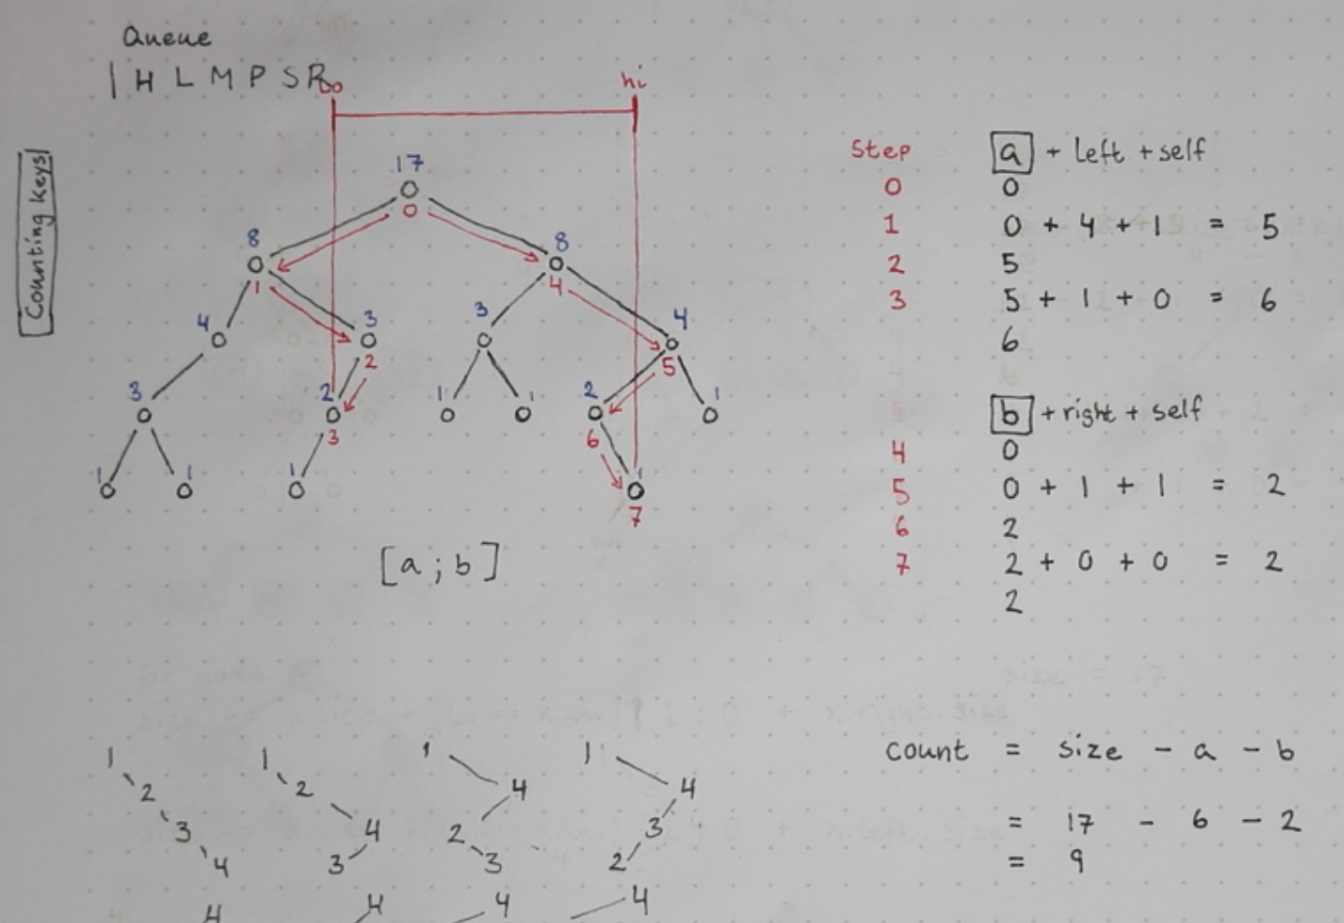 Queue
| H L M P S R
lo hi
Counting Keys
17
0
8 8
1 4
4 3 3 4
2 5
3 2 1 1 2 1
3 6
1 1 1 1
7
[a ; b]
Step a + left + self
0 0
1 0 + 4 + 1 = 5
2 5
3 5 + 1 + 0 = 6
6
b + right + self
4 0
5 0 + 1 + 1 = 2
6 2
7 2 + 0 + 0 = 2
2
count = size - a - b
= 17 - 6 - 2
= 9
1 1 1 1
2 2 4 4
3 4 2 3
4 3 3 2
4 4 4 4